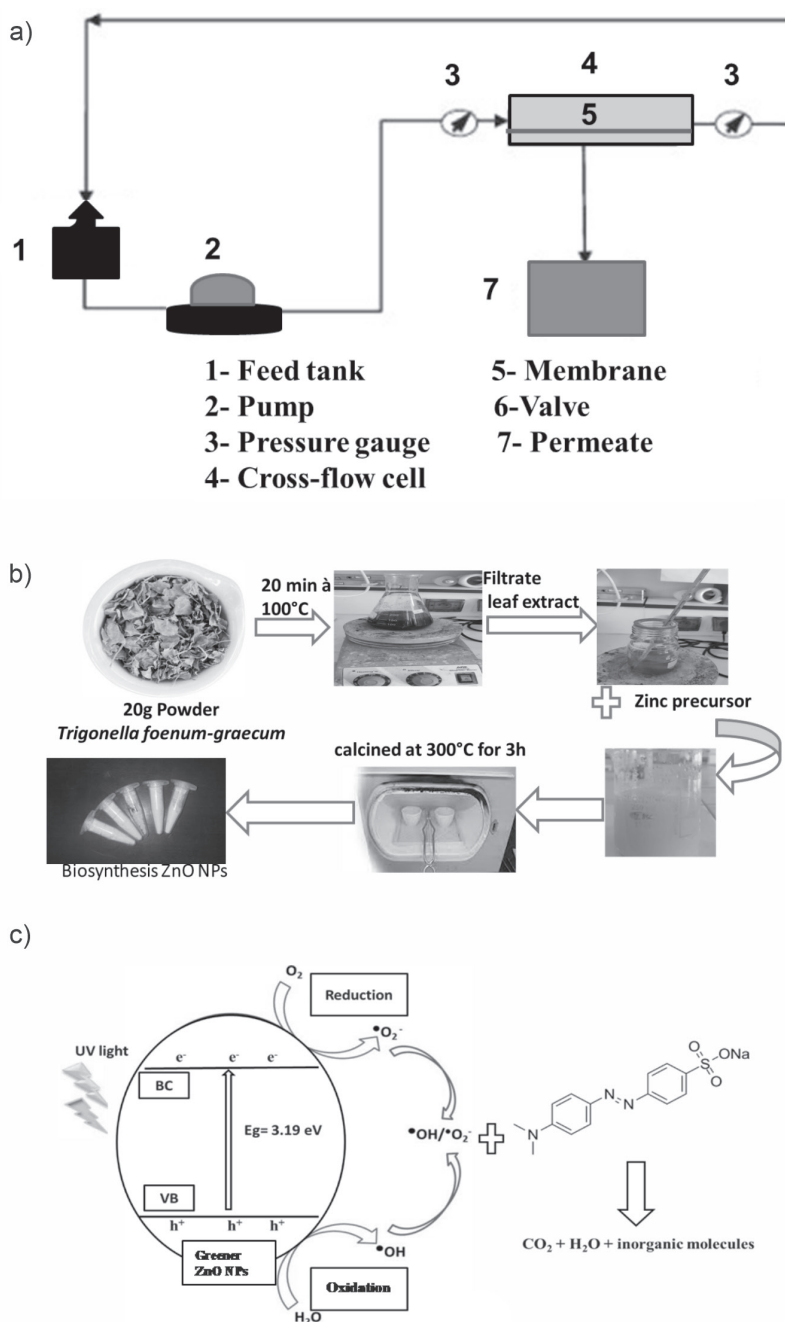 a)
3
4
3
5
1
2
7
1- Feed tank
2- Pump
3- Pressure gauge
4- Cross-flow cell
5- Membrane
6-Valve
7- Permeate
b)
20 min à
100°C
Filtrate
leaf extract
20g Powder
Trigonella foenum-graecum
Zinc precursor
calcined at 300°C for 3h
Biosynthesis ZnO NPs
c)
O₂
Reduction
•O₂⁻
UV light
e⁻ e⁻ e⁻
BC
Eg= 3.19 eV
•OH/•O₂⁻
VB
h⁺ h⁺ h⁺
•OH
Greener
ZnO NPs
Oxidation
H₂O
O
S
ONa
O
N
N
N
CO₂ + H₂O + inorganic molecules